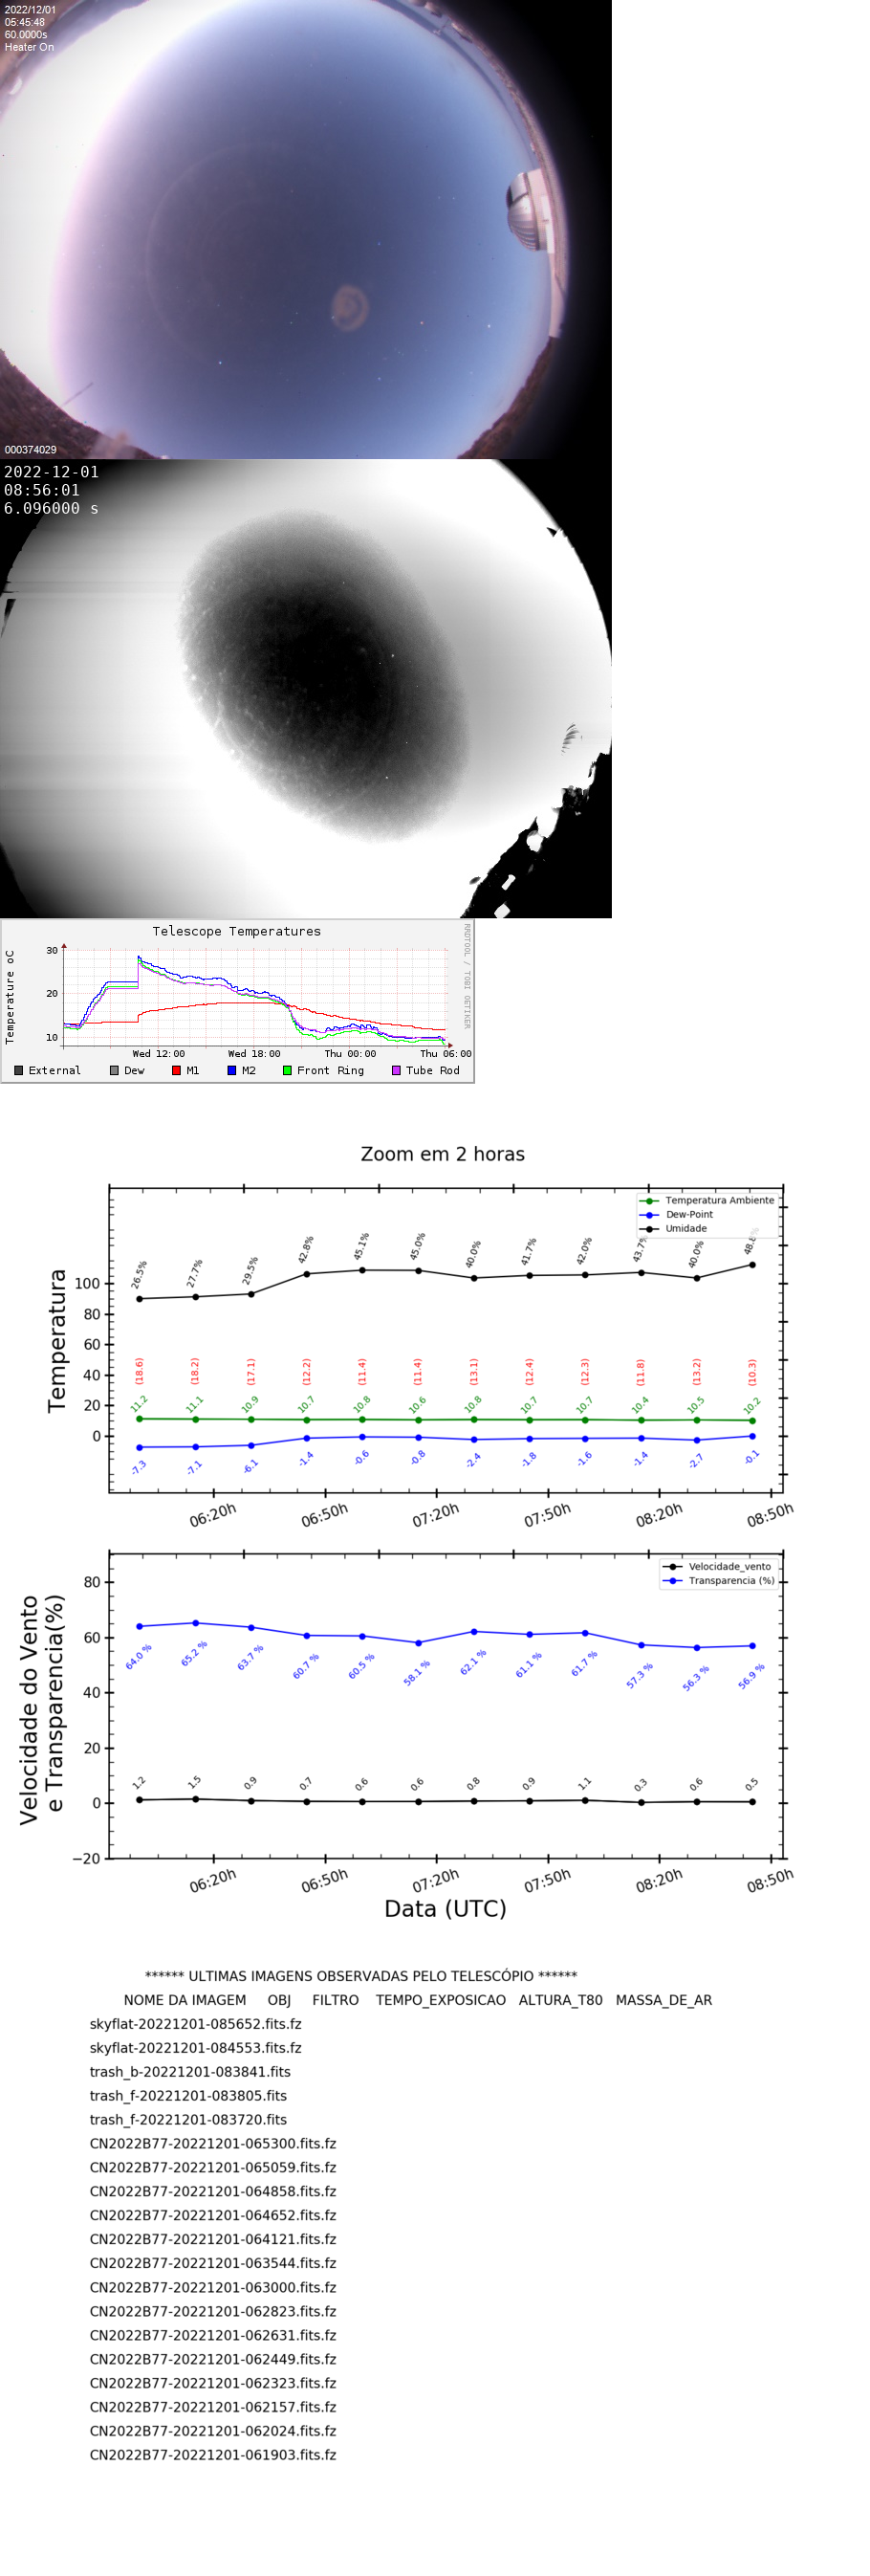 2022/12/01
05:45:48
60.0000s
Heater On
000374029
2022-12-01
08:56:01
6.096000 s
Telescope Temperatures
RRDTOOL / TOBI OETIKER
Temperature oC
30
20
10
Wed 12:00 Wed 18:00 Thu 00:00 Thu 06:00
External Dew M1 M2 Front Ring Tube Rod
Zoom em 2 horas
Temperatura Ambiente
Dew-Point
Umidade
Temperatura
100
80
60
40
20
0
26.5% 27.7% 29.5% 42.8% 45.1% 45.0% 40.0% 41.7% 42.0% 43.7% 40.0%
(18.6) (18.2) (17.1) (12.2) (11.4) (11.4) (13.1) (12.4) (12.3) (11.8) (13.2) (10.3)
11.2 11.1 10.9 10.7 10.8 10.6 10.8 10.7 10.7 10.4 10.5 10.2
-7.3 -7.1 -6.1 -1.4 -0.6 -0.8 -2.4 -1.8 -1.6 -1.4 -2.7 -0.1
06:20h 06:50h 07:20h 07:50h 08:20h 08:50h
Velocidade_vento
Transparencia (%)
Velocidade do Vento
e Transparencia(%)
80
60
40
20
0
−20
64.0 % 65.2 % 63.7 % 60.7 % 60.5 % 58.1 % 62.1 % 61.1 % 61.7 % 57.3 % 56.3 % 56.9 %
1.2 1.5 0.9 0.7 0.6 0.6 0.8 0.9 1.1 0.3 0.6 0.5
06:20h 06:50h 07:20h 07:50h 08:20h 08:50h
Data (UTC)
****** ULTIMAS IMAGENS OBSERVADAS PELO TELESCÓPIO ******
NOME DA IMAGEM OBJ FILTRO TEMPO_EXPOSICAO ALTURA_T80 MASSA_DE_AR
skyflat-20221201-085652.fits.fz
skyflat-20221201-084553.fits.fz
trash_b-20221201-083841.fits
trash_f-20221201-083805.fits
trash_f-20221201-083720.fits
CN2022B77-20221201-065300.fits.fz
CN2022B77-20221201-065059.fits.fz
CN2022B77-20221201-064858.fits.fz
CN2022B77-20221201-064652.fits.fz
CN2022B77-20221201-064121.fits.fz
CN2022B77-20221201-063544.fits.fz
CN2022B77-20221201-063000.fits.fz
CN2022B77-20221201-062823.fits.fz
CN2022B77-20221201-062631.fits.fz
CN2022B77-20221201-062449.fits.fz
CN2022B77-20221201-062323.fits.fz
CN2022B77-20221201-062157.fits.fz
CN2022B77-20221201-062024.fits.fz
CN2022B77-20221201-061903.fits.fz